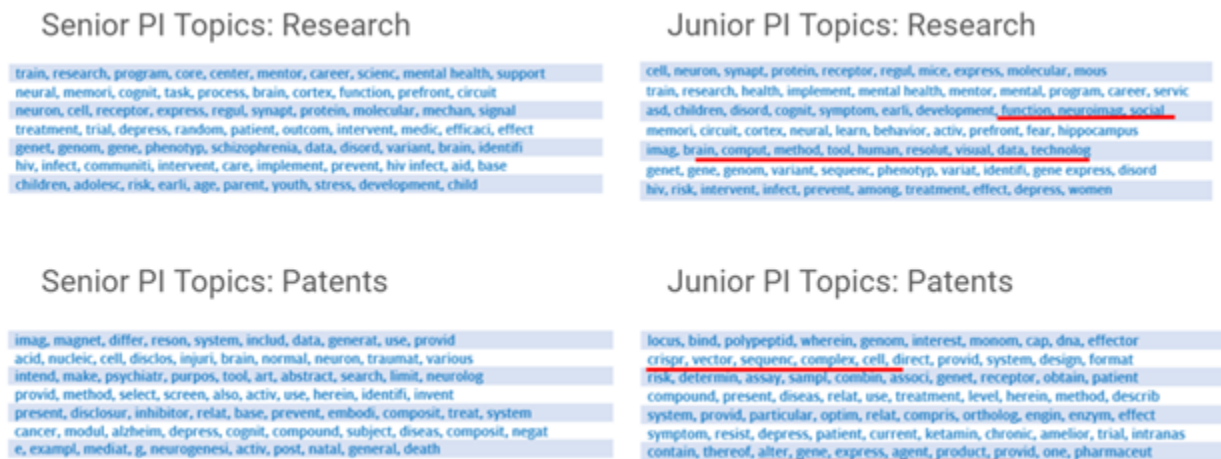 Senior PI Topics: Research
train, research, program, core, center, mentor, career, scienc, mental health, support
neural, memori, cognit, task, process, brain, cortex, function, prefront, circuit
neuron, cell, receptor, express, regul, synapt, protein, molecular, mechan, signal
treatment, trial, depress, random, patient, outcom, intervent, medic, efficaci, effect
genet, genom, gene, phenotyp, schizophrenia, data, disord, variant, brain, identifi
hiv, infect, communiti, intervent, care, implement, prevent, hiv infect, aid, base
children, adolesc, risk, earli, age, parent, youth, stress, development, child
Junior PI Topics: Research
cell, neuron, synapt, protein, receptor, regul, mice, express, molecular, mous
train, research, health, implement, mental health, mentor, mental, program, career, servic
asd, children, disord, cognit, symptom, earli, development, function, neuroimag, social
memori, circuit, cortex, neural, learn, behavior, activ, prefront, fear, hippocampus
imag, brain, comput, method, tool, human, resolut, visual, data, technolog
genet, gene, genom, variant, sequenc, phenotyp, variat, identifi, gene express, disord
hiv, risk, intervent, infect, prevent, among, treatment, effect, depress, women
Senior PI Topics: Patents
imag, magnet, differ, reson, system, includ, data, generat, use, provid
acid, nucleic, cell, disclos, injuri, brain, normal, neuron, traumat, various
intend, make, psychiatr, purpos, tool, art, abstract, search, limit, neurolog
provid, method, select, screen, also, activ, use, herein, identifi, invent
present, disclosur, inhibitor, relat, base, prevent, embodi, composit, treat, system
cancer, modul, alzheim, depress, cognit, compound, subject, diseas, composit, negat
e, exampl, mediat, g, neurogenesi, activ, post, natal, general, death
Junior PI Topics: Patents
locus, bind, polypeptid, wherein, genom, interest, monom, cap, dna, effector
crispr, vector, sequenc, complex, cell, direct, provid, system, design, format
risk, determin, assay, sampl, combin, associ, genet, receptor, obtain, patient
compound, present, diseas, relat, use, treatment, level, herein, method, describ
system, provid, particular, optim, relat, compris, ortholog, engin, enzym, effect
symptom, resist, depress, patient, current, ketamin, chronic, amelior, trial, intranas
contain, thereof, alter, gene, express, agent, product, provid, one, pharmaceut